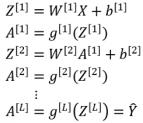 Z^{[1]} = W^{[1]}X + b^{[1]}
A^{[1]} = g^{[1]}(Z^{[1]})
Z^{[2]} = W^{[2]}A^{[1]} + b^{[2]}
A^{[2]} = g^{[2]}(Z^{[2]})
⋮
A^{[L]} = g^{[L]}(Z^{[L]}) = Ŷ